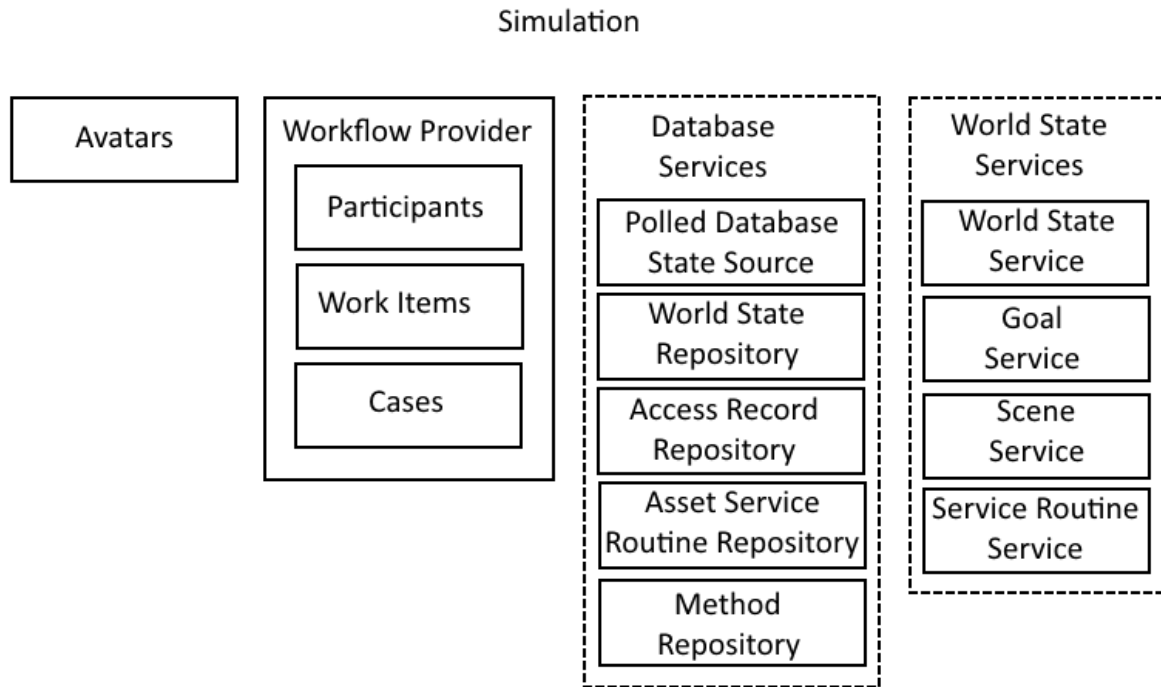 Simulation
Avatars
Workflow Provider
Participants
Work Items
Cases
Database
Services
Polled Database
State Source
World State
Repository
Access Record
Repository
Asset Service
Routine Repository
Method
Repository
World State
Services
World State
Service
Goal
Service
Scene
Service
Service Routine
Service